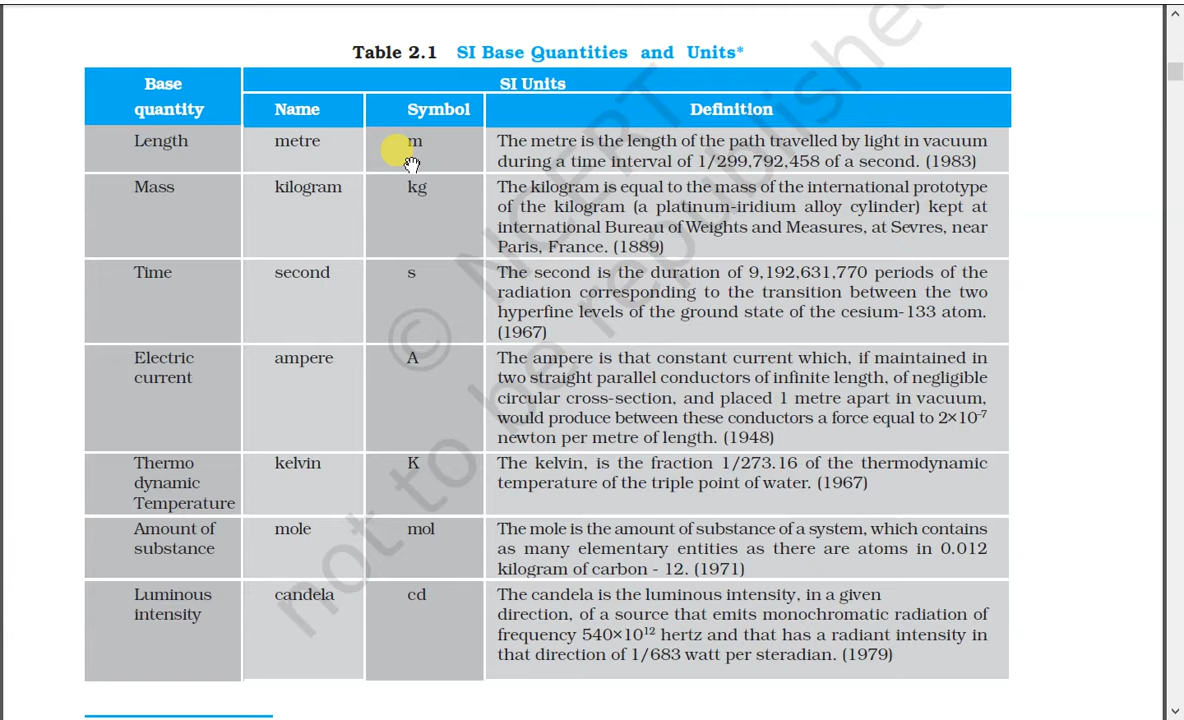 Table 2.1 SI Base Quantities and Units*
Base quantity
SI Units
Name Symbol Definition
Length metre m The metre is the length of the path travelled by light in vacuum
during a time interval of 1/299,792,458 of a second. (1983)
Mass kilogram kg The kilogram is equal to the mass of the international prototype
of the kilogram (a platinum-iridium alloy cylinder) kept at
international Bureau of Weights and Measures, at Sevres, near
Paris, France. (1889)
Time second s The second is the duration of 9,192,631,770 periods of the
radiation corresponding to the transition between the two
hyperfine levels of the ground state of the cesium-133 atom.
(1967)
Electric ampere A The ampere is that constant current which, if maintained in
current two straight parallel conductors of infinite length, of negligible
circular cross-section, and placed 1 metre apart in vacuum,
would produce between these conductors a force equal to 2×10⁻⁷
newton per metre of length. (1948)
Thermo kelvin K The kelvin, is the fraction 1/273.16 of the thermodynamic
dynamic temperature of the triple point of water. (1967)
Temperature
Amount of mole mol The mole is the amount of substance of a system, which contains
substance as many elementary entities as there are atoms in 0.012
kilogram of carbon - 12. (1971)
Luminous candela cd The candela is the luminous intensity, in a given
intensity direction, of a source that emits monochromatic radiation of
frequency 540×10¹² hertz and that has a radiant intensity in
that direction of 1/683 watt per steradian. (1979)
© NCERT
not to be republished